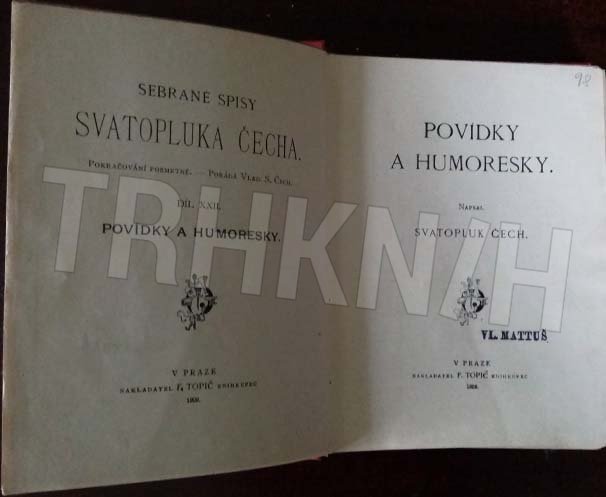 SEBRANÉ SPISY
SVATOPLUKA ČECHA.
POKRAČOVÁNÍ POSMRTNÉ. — POŘÁDÁ VLAD. S. ČECH.
DÍL XXII.
POVÍDKY A HUMORESKY.
V PRAZE
NAKLADATEL F. TOPIČ KNIHKUPEC
98
POVÍDKY
A HUMORESKY.
NAPSAL
SVATOPLUK ČECH.
VL. MATTUŠ
V PRAZE
NAKLADATEL F. TOPIČ KNIHKUPEC
TRHKNIH